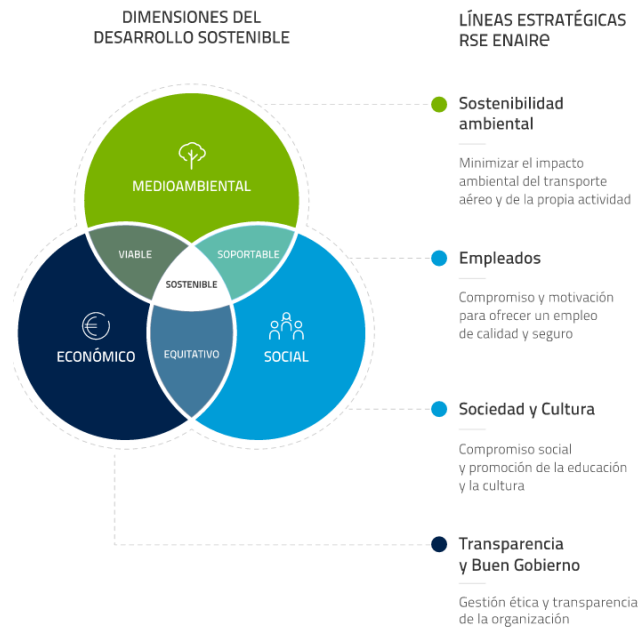 DIMENSIONES DEL
DESARROLLO SOSTENIBLE
MEDIOAMBIENTAL
VIABLE
SOPORTABLE
SOSTENIBLE
ECONÓMICO
EQUITATIVO
SOCIAL
LÍNEAS ESTRATÉGICAS
RSE ENAIRe
Sostenibilidad
ambiental
Minimizar el impacto
ambiental del transporte
aéreo y de la propia actividad
Empleados
Compromiso y motivación
para ofrecer un empleo
de calidad y seguro
Sociedad y Cultura
Compromiso social
y promoción de la educación
y la cultura
Transparencia
y Buen Gobierno
Gestión ética y transparencia
de la organización